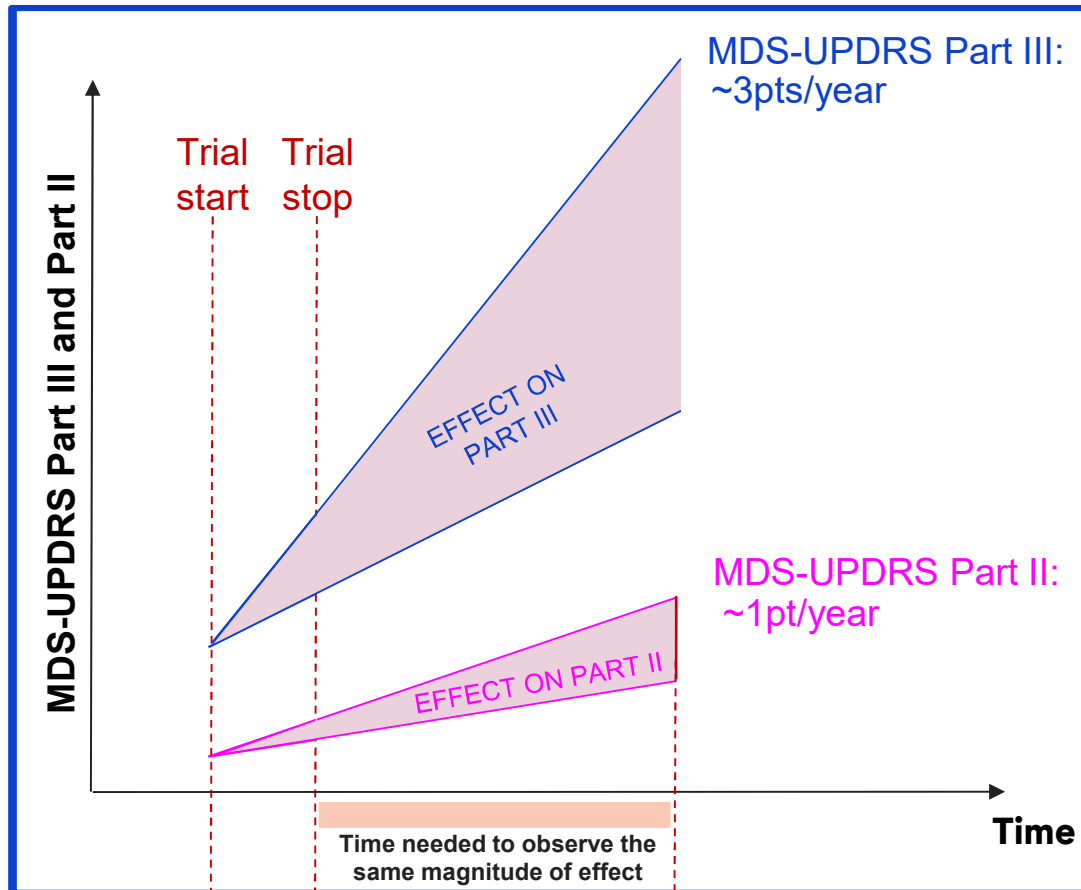 MDS-UPDRS Part III:
~3pts/year
Trial
start
Trial
stop
MDS-UPDRS Part III and Part II
EFFECT ON
PART III
MDS-UPDRS Part II:
~1pt/year
EFFECT ON PART II
Time
Time needed to observe the
same magnitude of effect